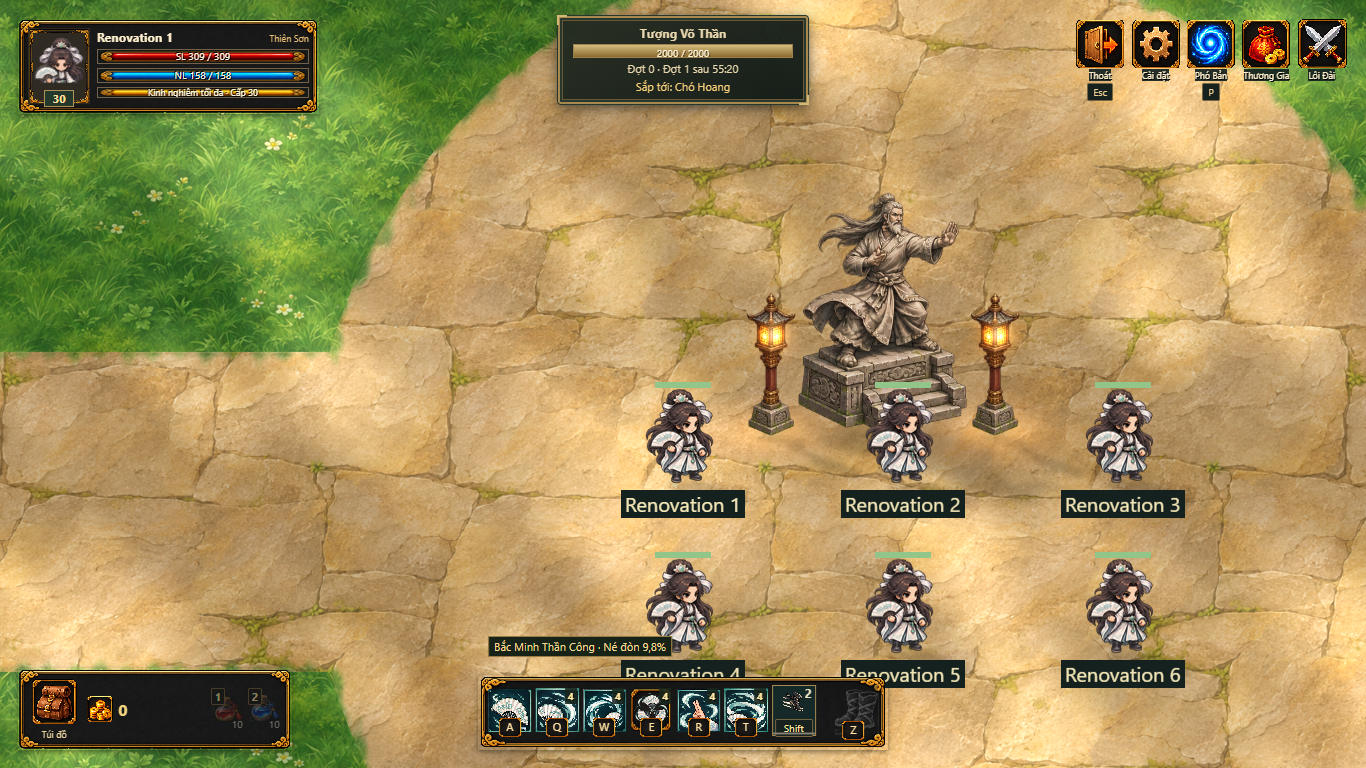 Renovation 1
Thiên Sơn
SL 309 / 309
NL 158 / 158
Kinh nghiệm tối đa · Cấp 30
30
Tượng Võ Thần
2000 / 2000
Đợt 0 · Đợt 1 sau 55:20
Sắp tới: Chó Hoang
Thoát
Cài đặt
Phó Bản
Thương Gia
Lôi Đài
Esc
P
Renovation 1
Renovation 2
Renovation 3
Bắc Minh Thần Công · Né đòn 9,8%
Renovation 4
Renovation 5
Renovation 6
Túi đồ
0
1
10
2
10
A
Q
4
W
4
E
4
R
4
T
4
Shift
2
Z